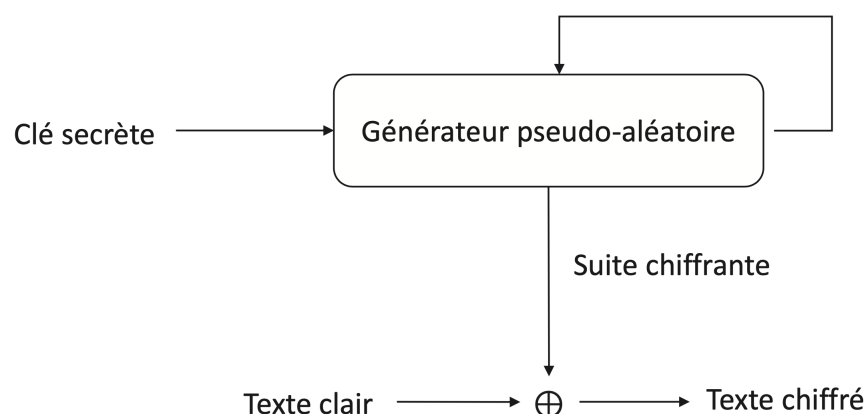 Clé secrète
Générateur pseudo-aléatoire
Suite chiffrante
Texte clair
Texte chiffré